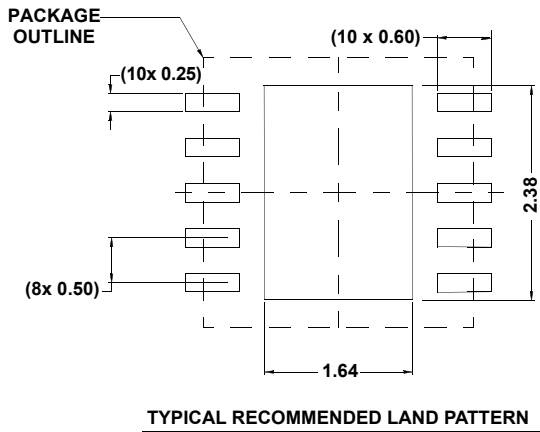 PACKAGE
OUTLINE
(10 x 0.60)
(10x 0.25)
2.38
(8x 0.50)
1.64
TYPICAL RECOMMENDED LAND PATTERN